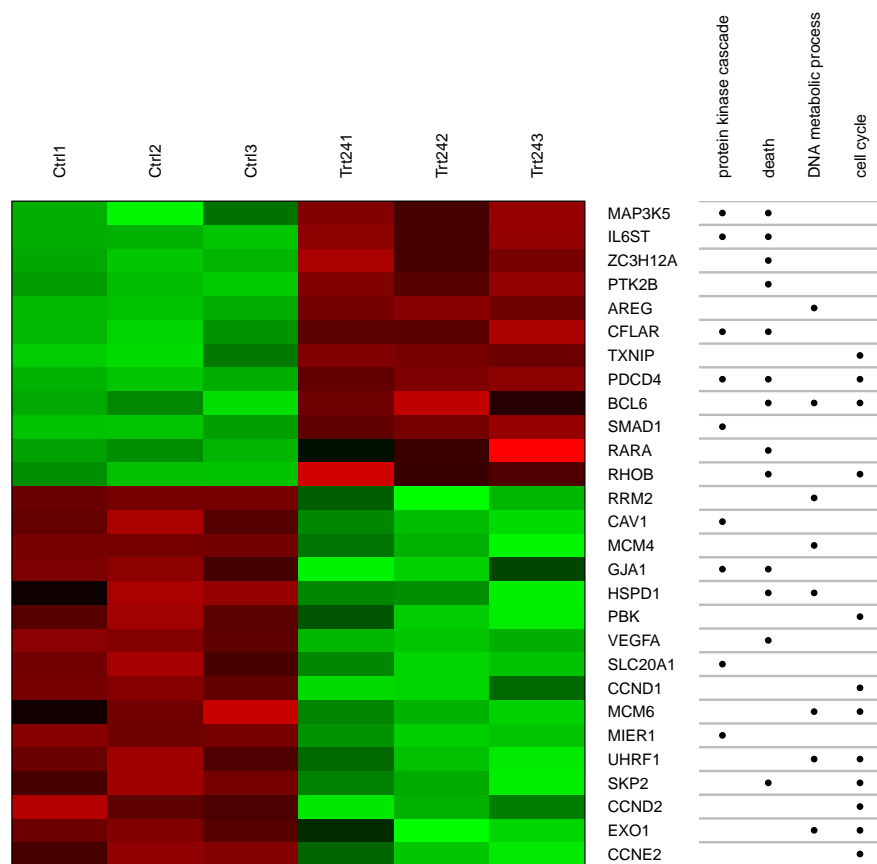 Ctrl1
Ctrl2
Ctrl3
Trt241
Trt242
Trt243
protein kinase cascade
death
DNA metabolic process
cell cycle
MAP3K5
IL6ST
ZC3H12A
PTK2B
AREG
CFLAR
TXNIP
PDCD4
BCL6
SMAD1
RARA
RHOB
RRM2
CAV1
MCM4
GJA1
HSPD1
PBK
VEGFA
SLC20A1
CCND1
MCM6
MIER1
UHRF1
SKP2
CCND2
EXO1
CCNE2